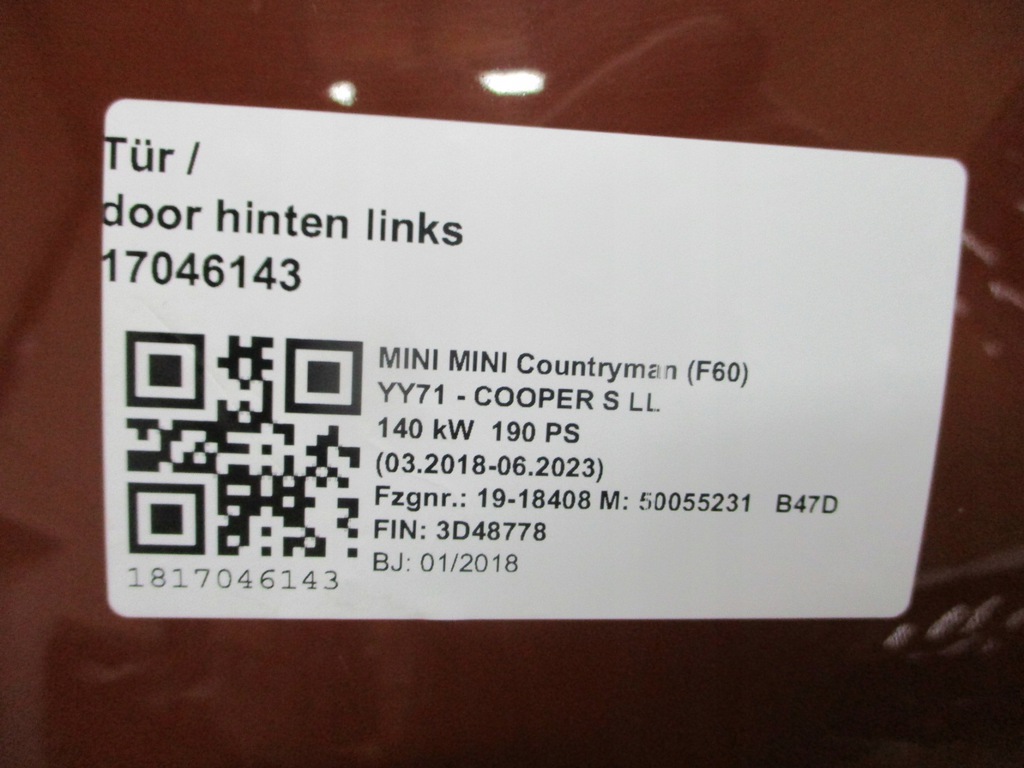 Tür /
door hinten links
17046143
MINI MINI Countryman (F60)
YY71 - COOPER S LL
140 kW 190 PS
(03.2018-06.2023)
Fzgnr.: 19-18408 M: 50055231 B47D
FIN: 3D48778
BJ: 01/2018
1817046143